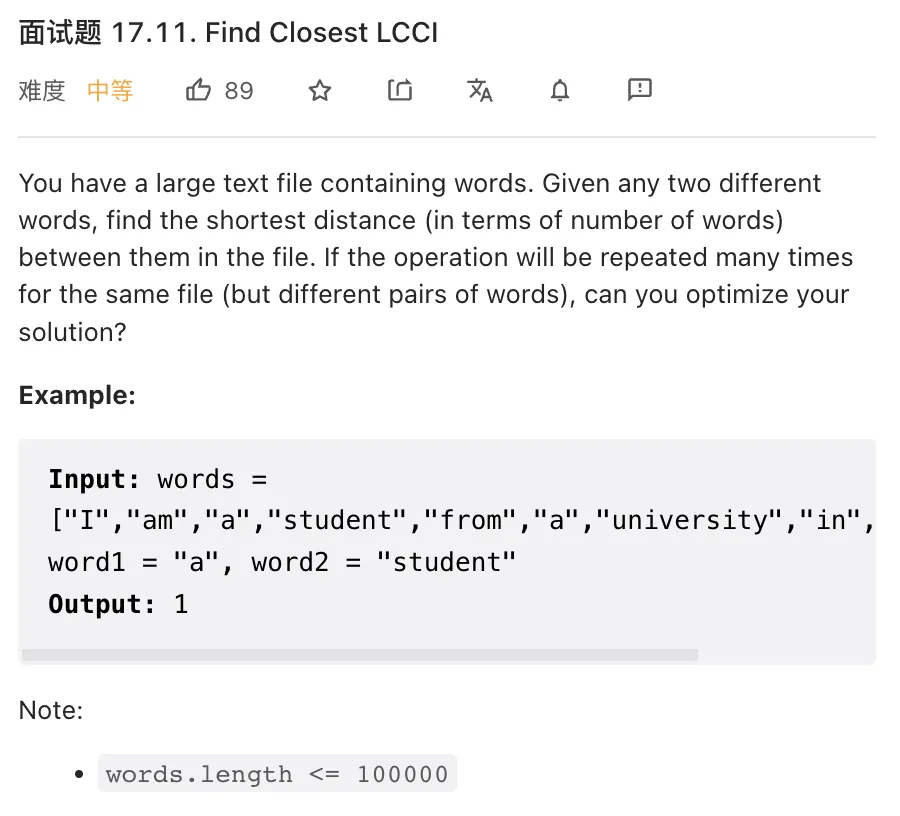 面试题 17.11. Find Closest LCCI
难度 中等 89
You have a large text file containing words. Given any two different
words, find the shortest distance (in terms of number of words)
between them in the file. If the operation will be repeated many times
for the same file (but different pairs of words), can you optimize your
solution?
Example:
Input: words =
["I","am","a","student","from","a","university","in",
word1 = "a", word2 = "student"
Output: 1
Note:
• words.length <= 100000